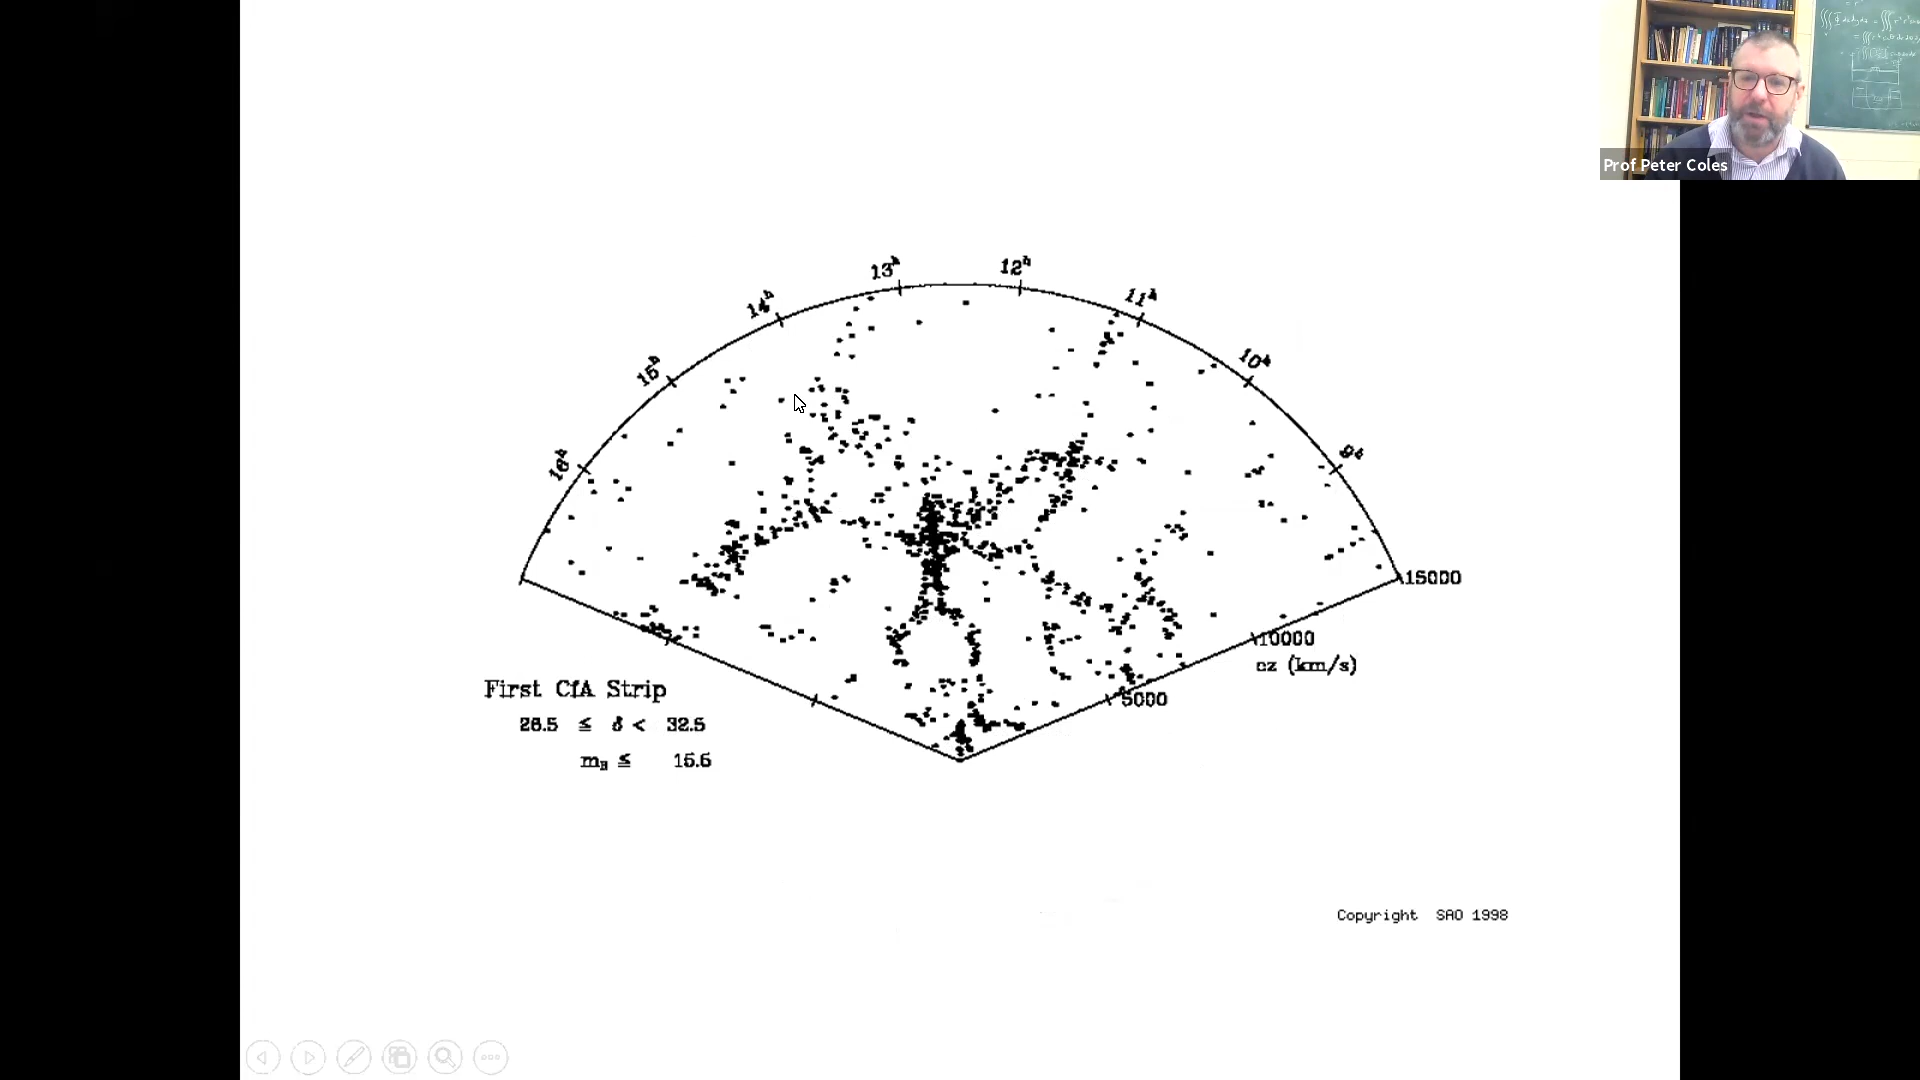 Prof Peter Coles
13h
12h
14h
11h
15h
10h
16h
9h
15000
10000
cz (km/s)
First CfA Strip
5000
26.5 ≤ δ < 32.5
mB ≤ 15.5
Copyright SAO 1998